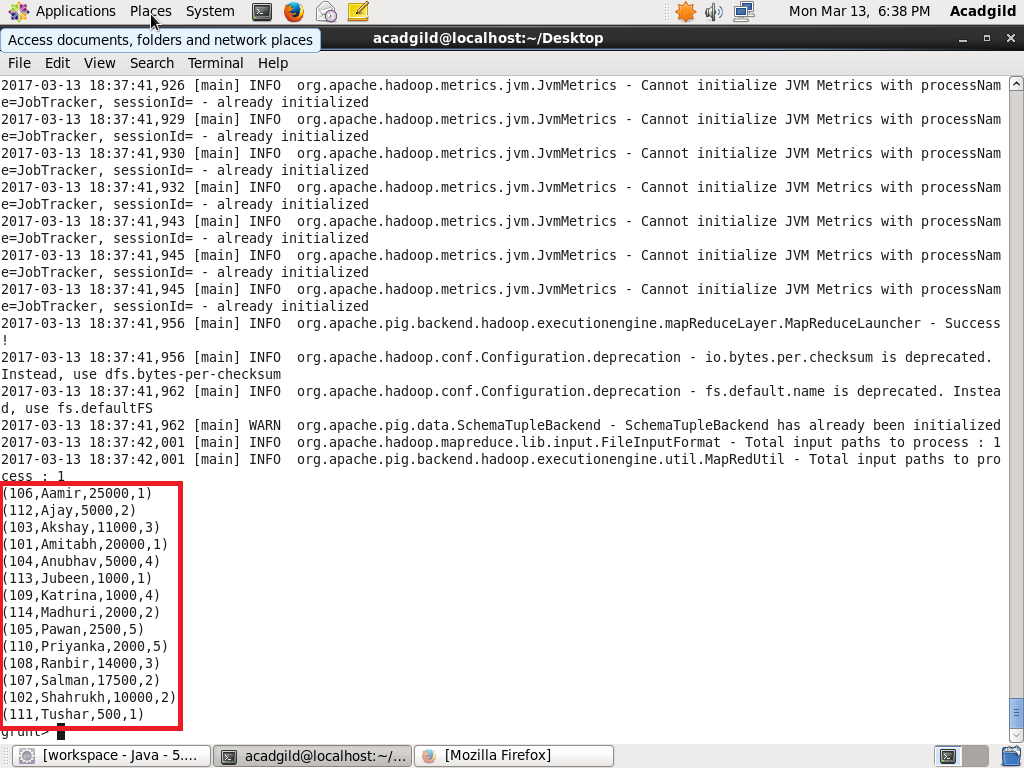 Applications Places System Mon Mar 13, 6:38 PM Acadgild
Access documents, folders and network places
acadgild@localhost:~/Desktop
File Edit View Search Terminal Help
2017-03-13 18:37:41,926 [main] INFO  org.apache.hadoop.metrics.jvm.JvmMetrics - Cannot initialize JVM Metrics with processNam
e=JobTracker, sessionId= - already initialized
2017-03-13 18:37:41,929 [main] INFO  org.apache.hadoop.metrics.jvm.JvmMetrics - Cannot initialize JVM Metrics with processNam
e=JobTracker, sessionId= - already initialized
2017-03-13 18:37:41,930 [main] INFO  org.apache.hadoop.metrics.jvm.JvmMetrics - Cannot initialize JVM Metrics with processNam
e=JobTracker, sessionId= - already initialized
2017-03-13 18:37:41,932 [main] INFO  org.apache.hadoop.metrics.jvm.JvmMetrics - Cannot initialize JVM Metrics with processNam
e=JobTracker, sessionId= - already initialized
2017-03-13 18:37:41,943 [main] INFO  org.apache.hadoop.metrics.jvm.JvmMetrics - Cannot initialize JVM Metrics with processNam
e=JobTracker, sessionId= - already initialized
2017-03-13 18:37:41,945 [main] INFO  org.apache.hadoop.metrics.jvm.JvmMetrics - Cannot initialize JVM Metrics with processNam
e=JobTracker, sessionId= - already initialized
2017-03-13 18:37:41,945 [main] INFO  org.apache.hadoop.metrics.jvm.JvmMetrics - Cannot initialize JVM Metrics with processNam
e=JobTracker, sessionId= - already initialized
2017-03-13 18:37:41,956 [main] INFO  org.apache.pig.backend.hadoop.executionengine.mapReduceLayer.MapReduceLauncher - Success
!
2017-03-13 18:37:41,956 [main] INFO  org.apache.hadoop.conf.Configuration.deprecation - io.bytes.per.checksum is deprecated.
Instead, use dfs.bytes-per-checksum
2017-03-13 18:37:41,962 [main] INFO  org.apache.hadoop.conf.Configuration.deprecation - fs.default.name is deprecated. Instea
d, use fs.defaultFS
2017-03-13 18:37:41,962 [main] WARN  org.apache.pig.data.SchemaTupleBackend - SchemaTupleBackend has already been initialized
2017-03-13 18:37:42,001 [main] INFO  org.apache.hadoop.mapreduce.lib.input.FileInputFormat - Total input paths to process : 1
2017-03-13 18:37:42,001 [main] INFO  org.apache.pig.backend.hadoop.executionengine.util.MapRedUtil - Total input paths to pro
cess : 1
(106,Aamir,25000,1)
(112,Ajay,5000,2)
(103,Akshay,11000,3)
(101,Amitabh,20000,1)
(104,Anubhav,5000,4)
(113,Jubeen,1000,1)
(109,Katrina,1000,4)
(114,Madhuri,2000,2)
(105,Pawan,2500,5)
(110,Priyanka,2000,5)
(108,Ranbir,14000,3)
(107,Salman,17500,2)
(102,Shahrukh,10000,2)
(111,Tushar,500,1)
grunt>
[workspace - Java - 5.... acadgild@localhost:~/... [Mozilla Firefox]